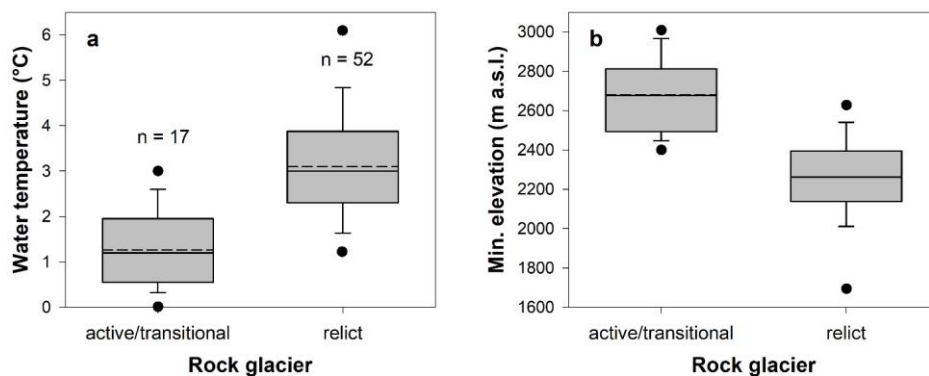 a
Water temperature (°C)
6
5
4
3
2
1
0
n = 17
n = 52
active/transitional
relict
Rock glacier
b
Min. elevation (m a.s.l.)
3000
2800
2600
2400
2200
2000
1800
1600
active/transitional
relict
Rock glacier